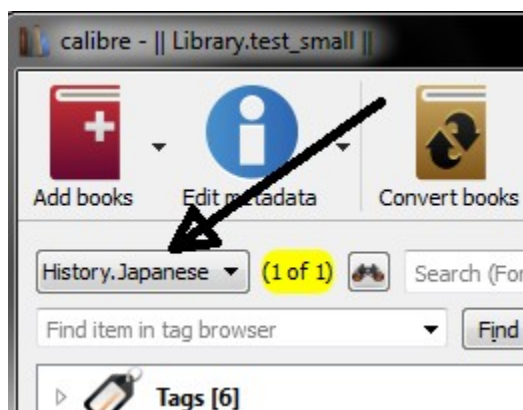 calibre - || Library.test_small ||
Add books Edit metadata Convert books
History.Japanese (1 of 1) Search (For
Find item in tag browser Find
Tags [6]